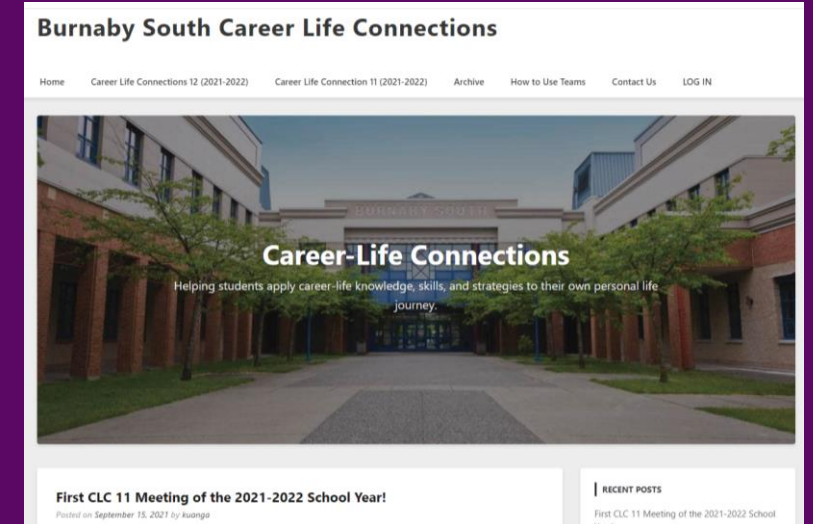 Burnaby South Career Life Connections
Home Career Life Connections 12 (2021-2022) Career Life Connection 11 (2021-2022) Archive How to Use Teams Contact Us LOG IN
BURNABY SOUTH
Career-Life Connections
Helping students apply career-life knowledge, skills, and strategies to their own personal life
journey.
First CLC 11 Meeting of the 2021-2022 School Year!
Posted on September 15, 2021 by kuanga
RECENT POSTS
First CLC 11 Meeting of the 2021-2022 School